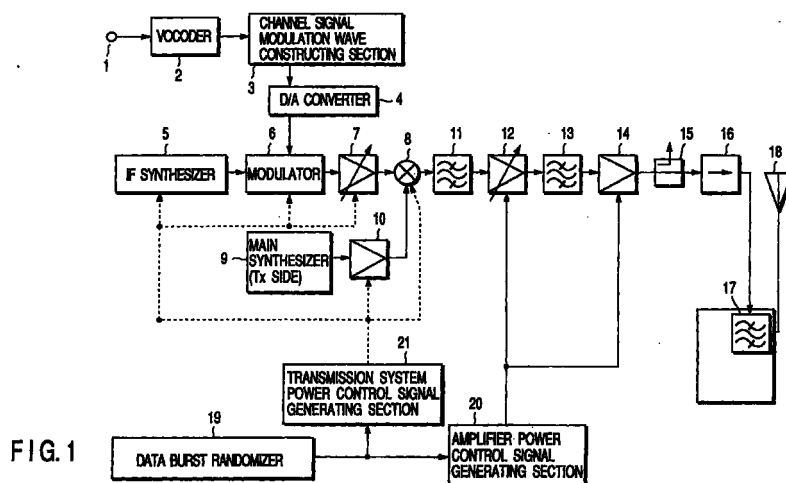 1
VOCODER
2
CHANNEL SIGNAL
MODULATION WAVE
CONSTRUCTING SECTION
3
D/A CONVERTER
4
5
IF SYNTHESIZER
6
MODULATOR
7
8
11
12
13
14
15
16
18
9
MAIN
SYNTHESIZER
(Tx SIDE)
10
17
21
TRANSMISSION SYSTEM
POWER CONTROL SIGNAL
GENERATING SECTION
20
AMPLIFIER POWER
CONTROL SIGNAL
GENERATING SECTION
19
DATA BURST RANDOMIZER
FIG.1